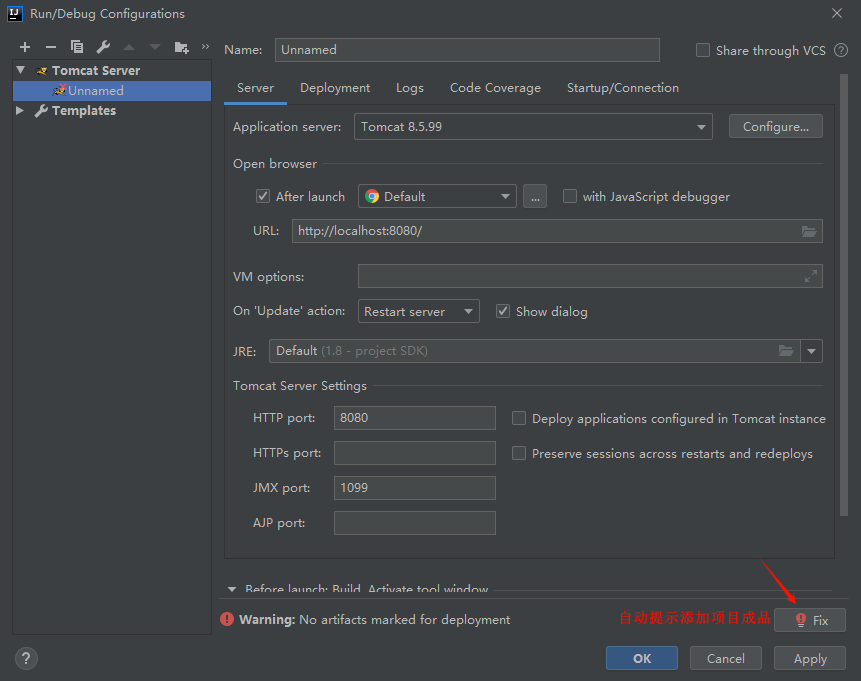 Run/Debug Configurations
Name: Unnamed
Share through VCS
Tomcat Server
Unnamed
Templates
Server Deployment Logs Code Coverage Startup/Connection
Application server: Tomcat 8.5.99 Configure...
Open browser
After launch Default ... with JavaScript debugger
URL: http://localhost:8080/
VM options:
On 'Update' action: Restart server Show dialog
JRE: Default (1.8 - project SDK)
Tomcat Server Settings
HTTP port: 8080 Deploy applications configured in Tomcat instance
HTTPs port: Preserve sessions across restarts and redeploys
JMX port: 1099
AJP port:
Before launch: Build, Activate tool window
Warning: No artifacts marked for deployment 自动提示添加项目成品 Fix
? OK Cancel Apply